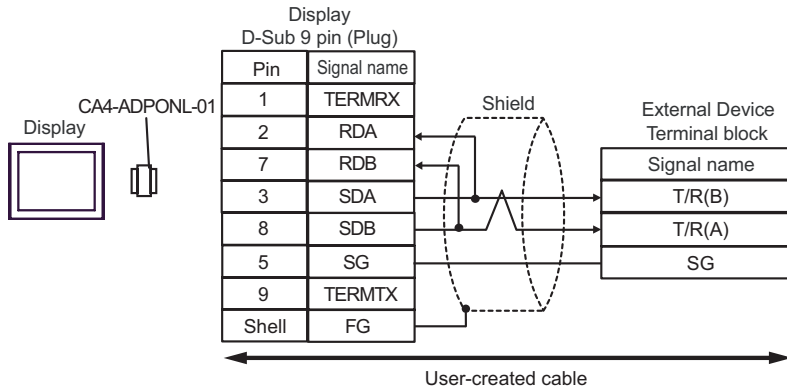 Display
D-Sub 9 pin (Plug)
Pin Signal name
CA4-ADPONL-01
Display
1 TERMRX
2 RDA
7 RDB
3 SDA
8 SDB
5 SG
9 TERMTX
Shell FG
Shield
External Device
Terminal block
Signal name
T/R(B)
T/R(A)
SG
User-created cable